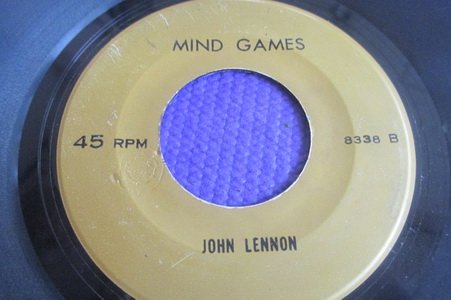 MIND GAMES
45 RPM
8338 B
JOHN LENNON